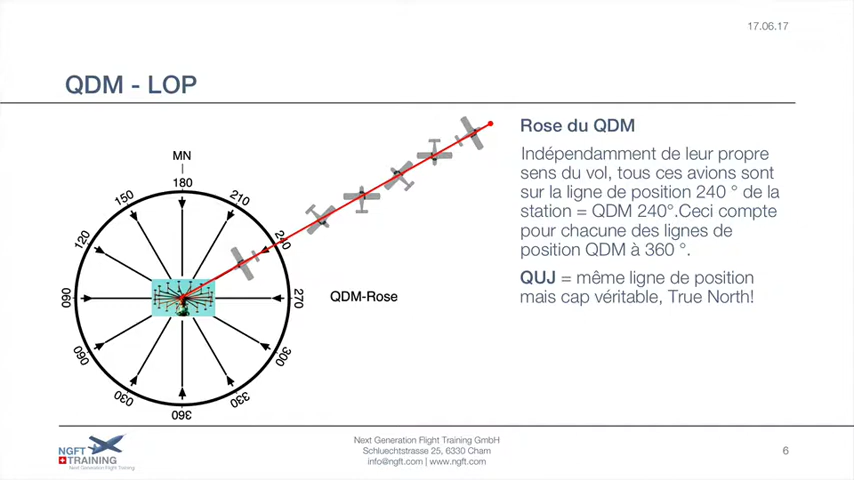 17.06.17
QDM - LOP
MN
180
150
210
120
240
090
QDM-Rose
270
060
300
030
330
360
Rose du QDM
Indépendamment de leur propre
sens du vol, tous ces avions sont
sur la ligne de position 240 ° de la
station = QDM 240°.Ceci compte
pour chacune des lignes de
position QDM à 360 °.
QUJ = même ligne de position
mais cap véritable, True North!
NGFT
TRAINING
Next Generation Flight Training
Next Generation Flight Training GmbH
Schluechtstrasse 25, 6330 Cham
info@ngft.com | www.ngft.com
6